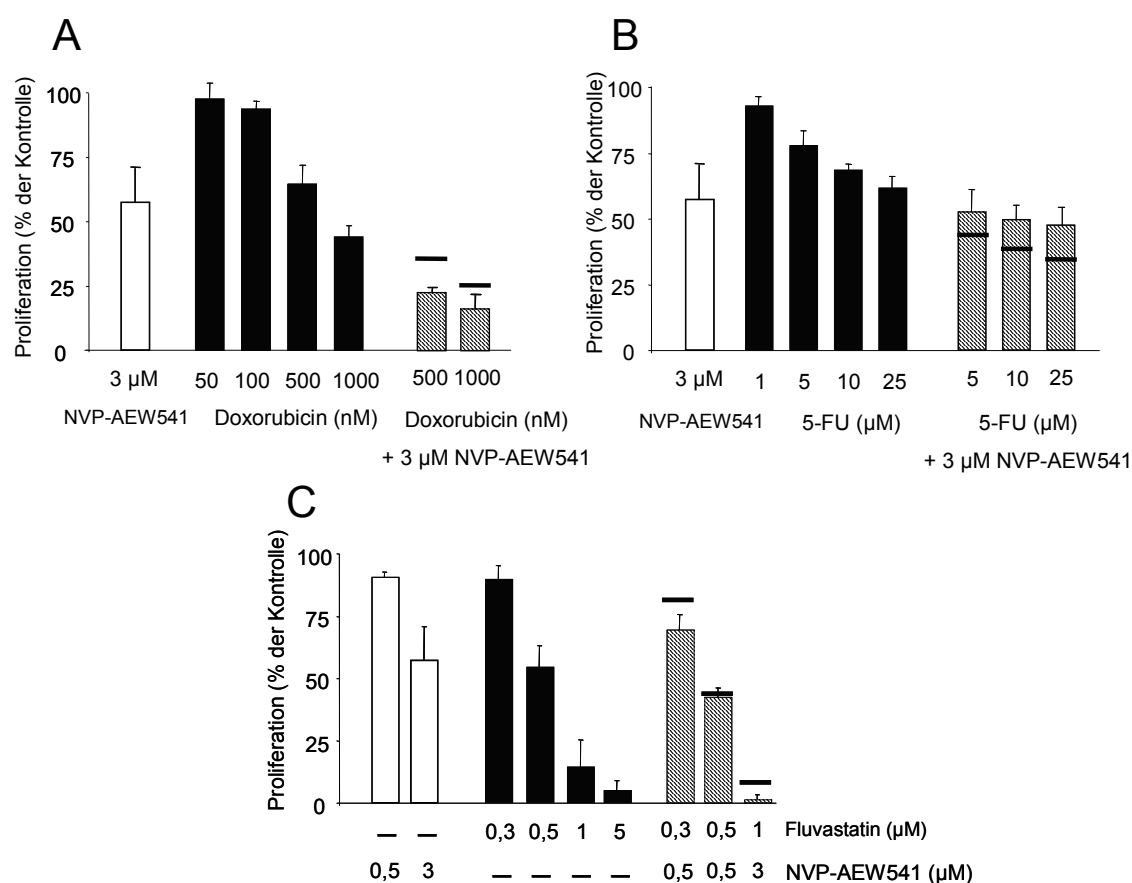 A
Proliferation (% der Kontrolle)
100
75
50
25
0
3 µM 50 100 500 1000 500 1000
NVP-AEW541 Doxorubicin (nM) Doxorubicin (nM)
+ 3 µM NVP-AEW541
B
Proliferation (% der Kontrolle)
100
75
50
25
0
3 µM 1 5 10 25 5 10 25
NVP-AEW541 5-FU (µM) 5-FU (µM)
+ 3 µM NVP-AEW541
C
Proliferation (% der Kontrolle)
100
75
50
25
0
– – 0,3 0,5 1 5 0,3 0,5 1 Fluvastatin (µM)
0,5 3 – – – – 0,5 0,5 3 NVP-AEW541 (µM)